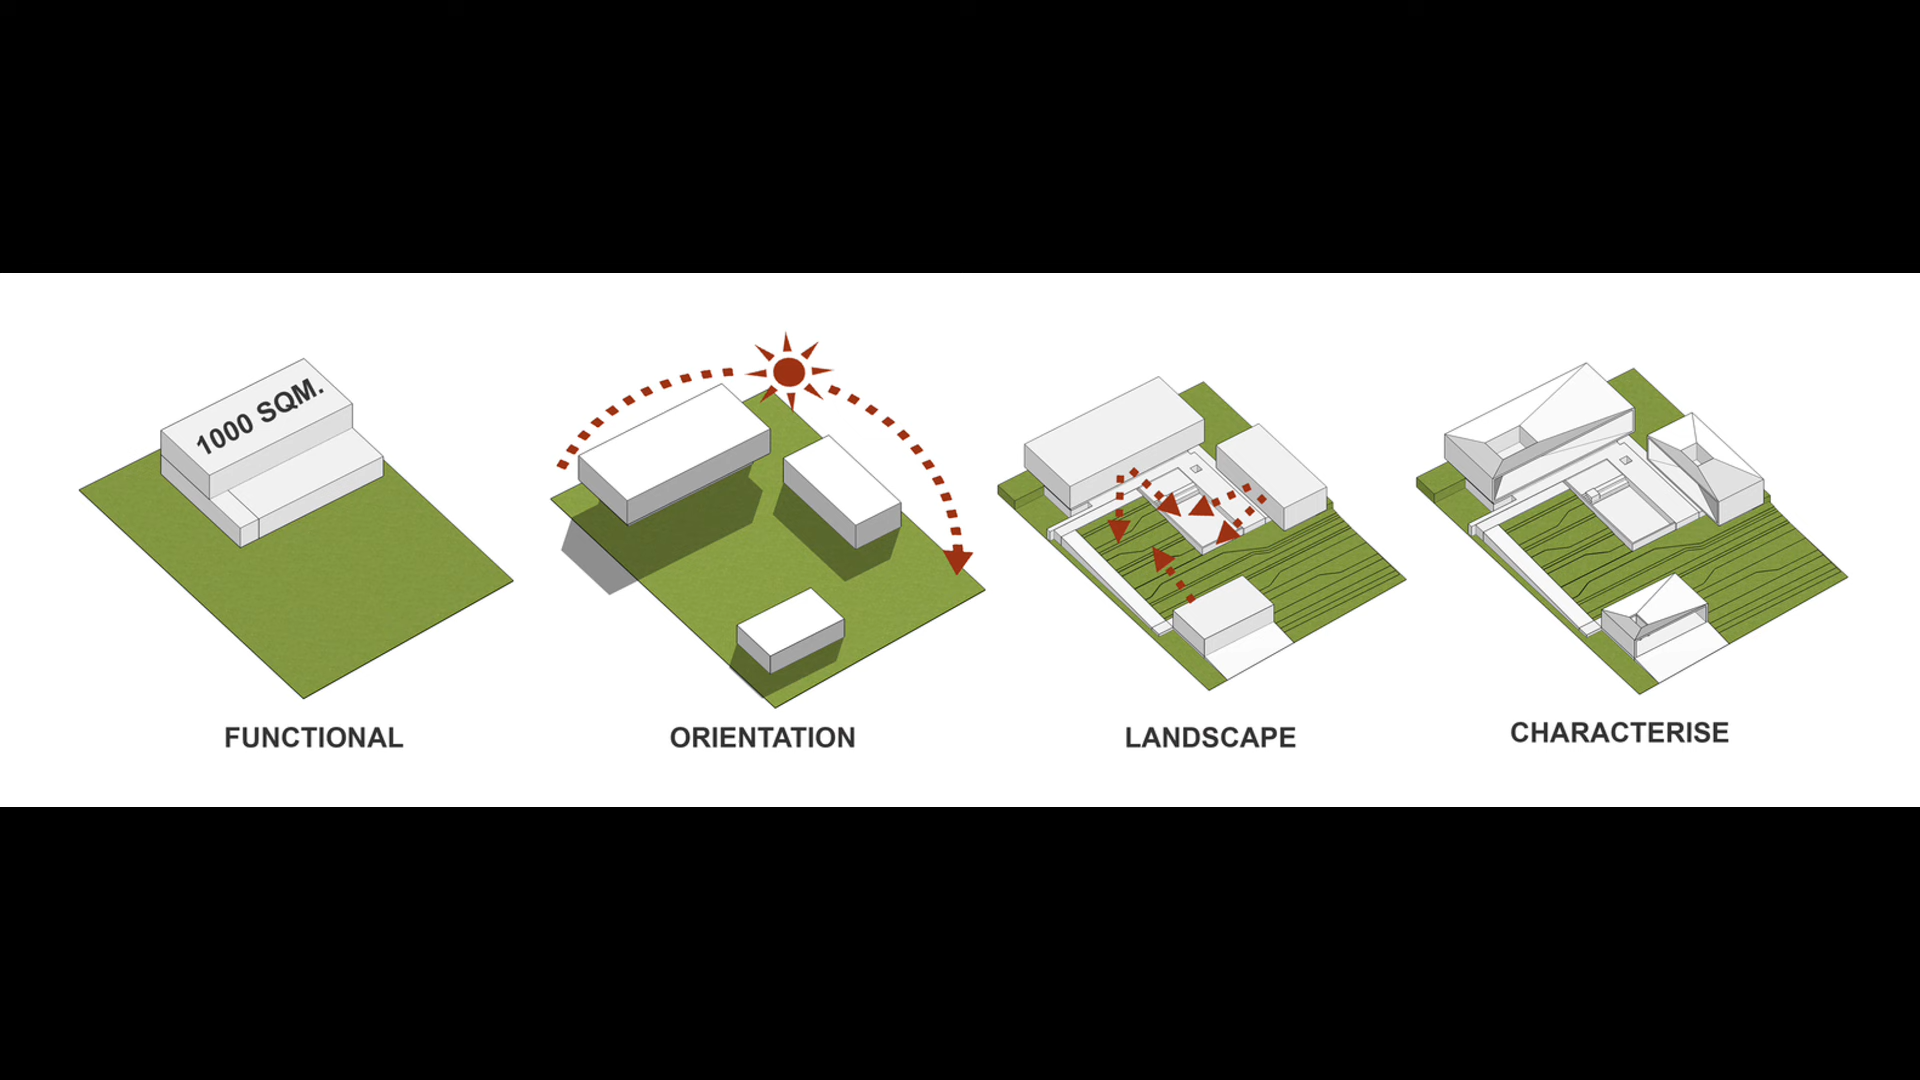 1000 SQM.
FUNCTIONAL
ORIENTATION
LANDSCAPE
CHARACTERISE